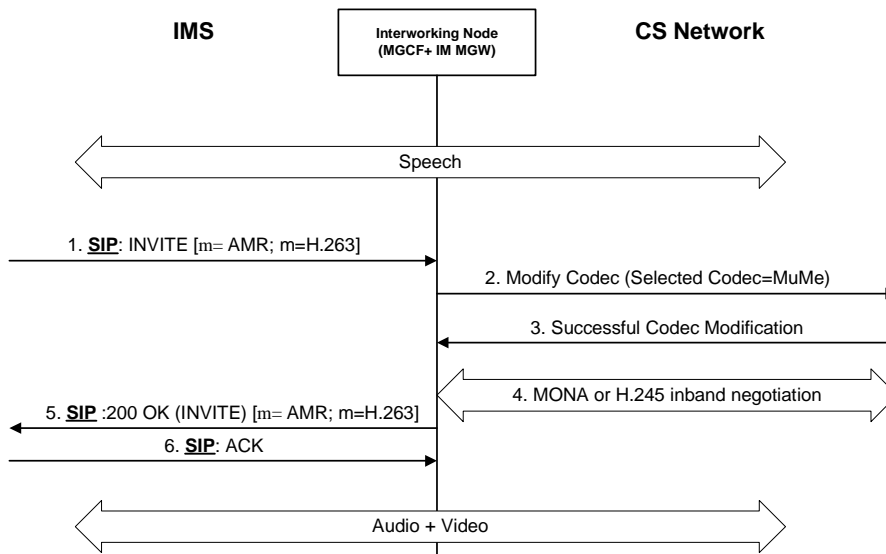 IMS
Interworking Node
(MGCF+ IM MGW)
CS Network
Speech
1. SIP: INVITE [m= AMR; m=H.263]
2. Modify Codec (Selected Codec=MuMe)
3. Successful Codec Modification
4. MONA or H.245 inband negotiation
5. SIP :200 OK (INVITE) [m= AMR; m=H.263]
6. SIP: ACK
Audio + Video